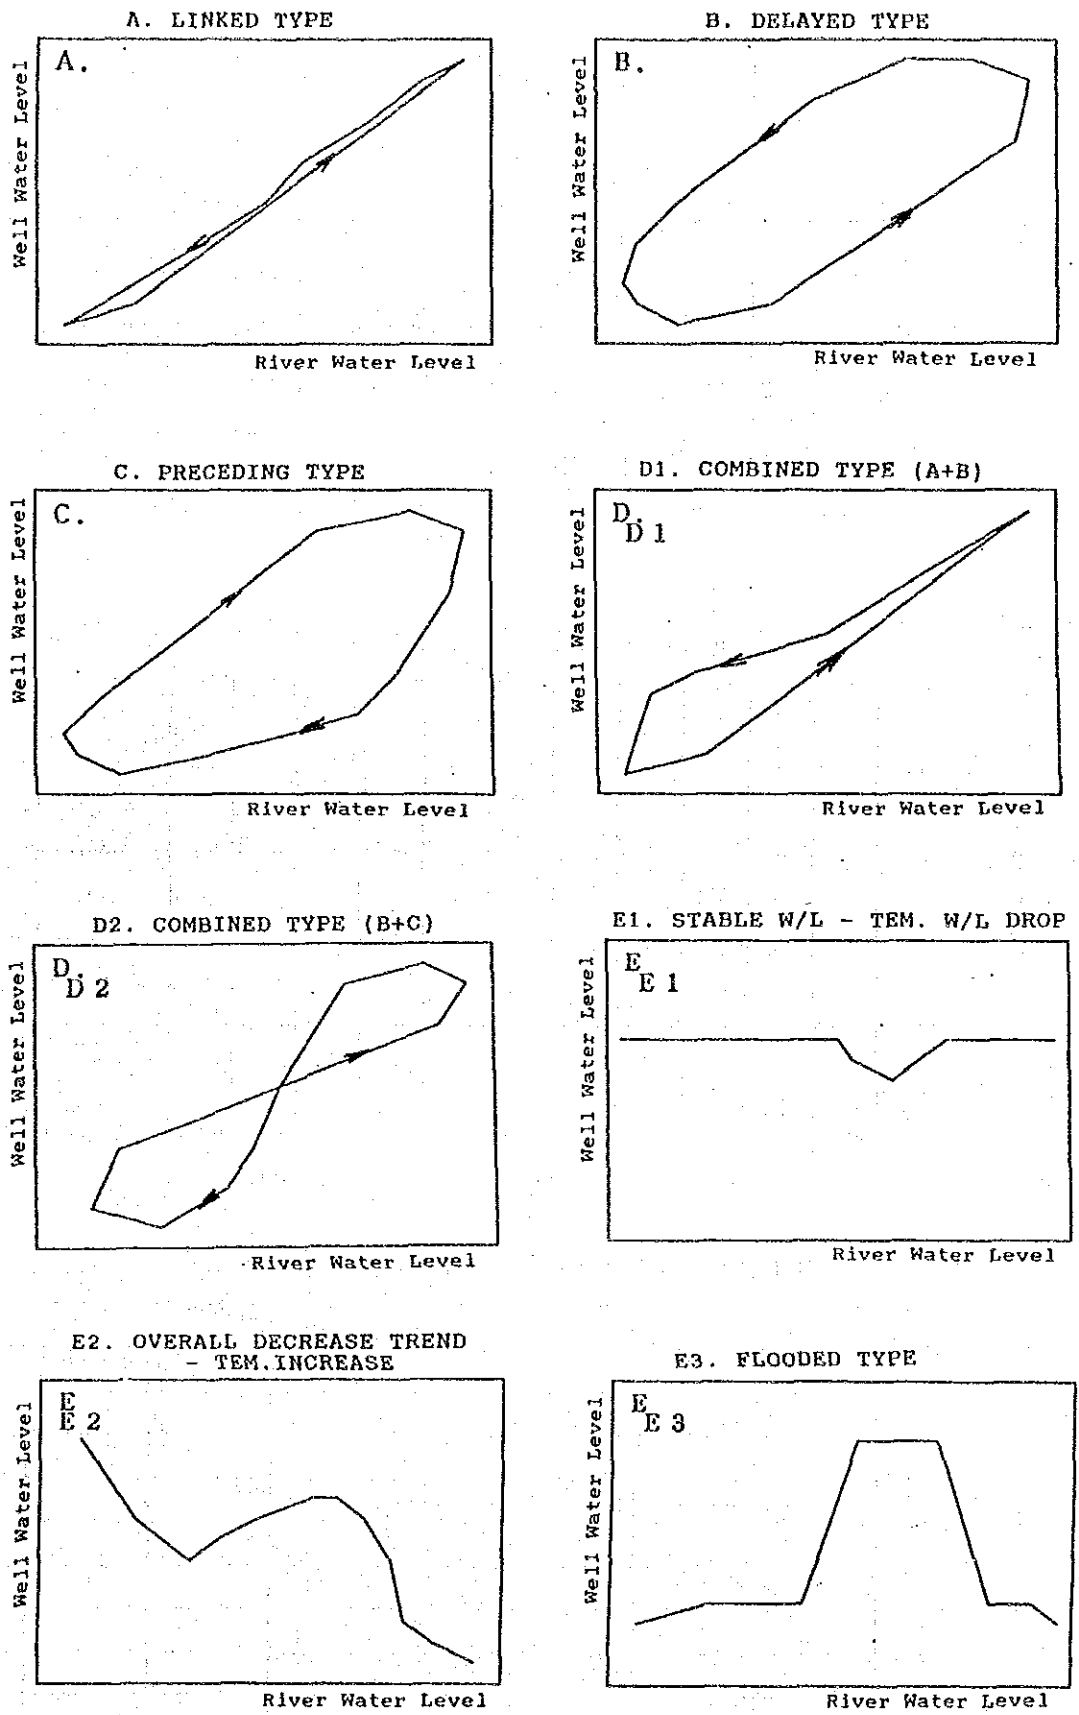 A. LINKED TYPE
A.
Well Water Level
River Water Level
B. DELAYED TYPE
B.
Well Water Level
River Water Level
C. PRECEDING TYPE
C.
Well Water Level
River Water Level
D1. COMBINED TYPE (A+B)
D.
D 1
Well Water Level
River Water Level
D2. COMBINED TYPE (B+C)
D.
D 2
Well Water Level
River Water Level
E1. STABLE W/L - TEM. W/L DROP
E
E 1
Well Water Level
River Water Level
E2. OVERALL DECREASE TREND
- TEM.INCREASE
E
E 2
Well Water Level
River Water Level
E3. FLOODED TYPE
E
E 3
Well Water Level
River Water Level